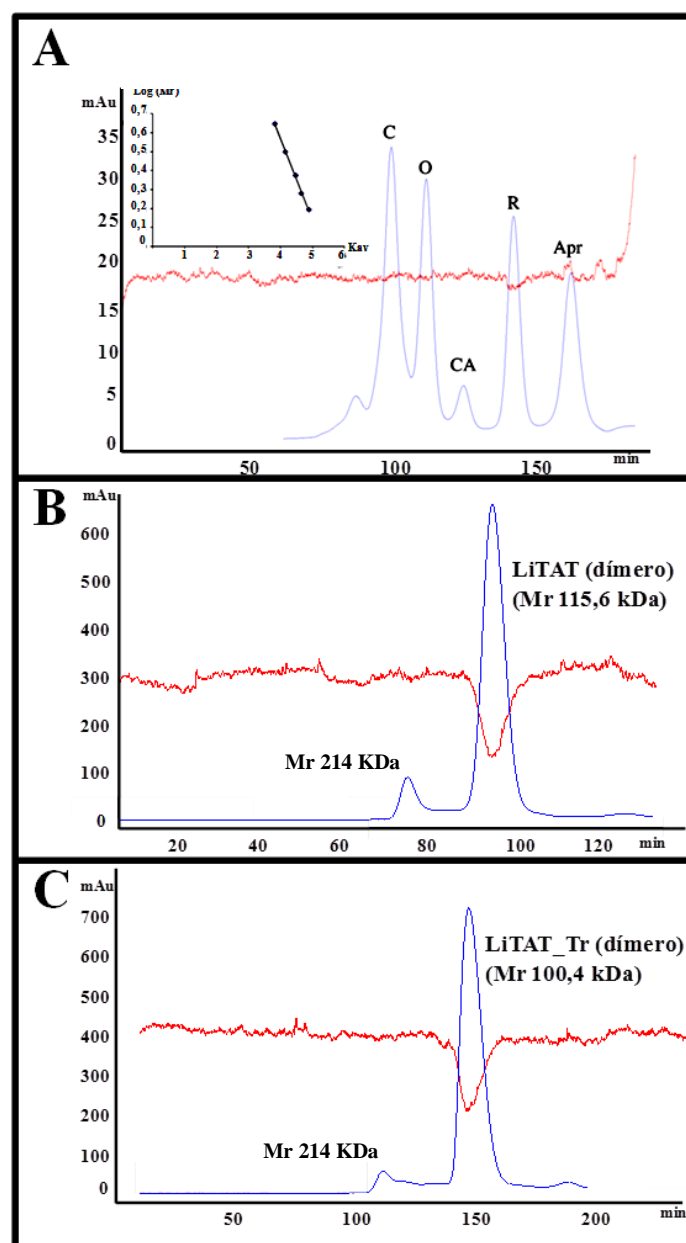 A
Log (Mr)
mAu
0,7
0,6
0,5
0,4
0,3
0,2
0,1
0
1 2 3 4 5 6
Kav
35
30
25
20
15
10
5
0
C
O
CA
R
Apr
50 100 150
min
B
mAu
600
500
400
300
200
100
0
LiTAT (dímero)
(Mr 115,6 kDa)
Mr 214 KDa
20 40 60 80 100 120 min
C
mAu
700
600
500
400
300
200
100
0
LiTAT_Tr (dímero)
(Mr 100,4 kDa)
Mr 214 KDa
50 100 150 200 min